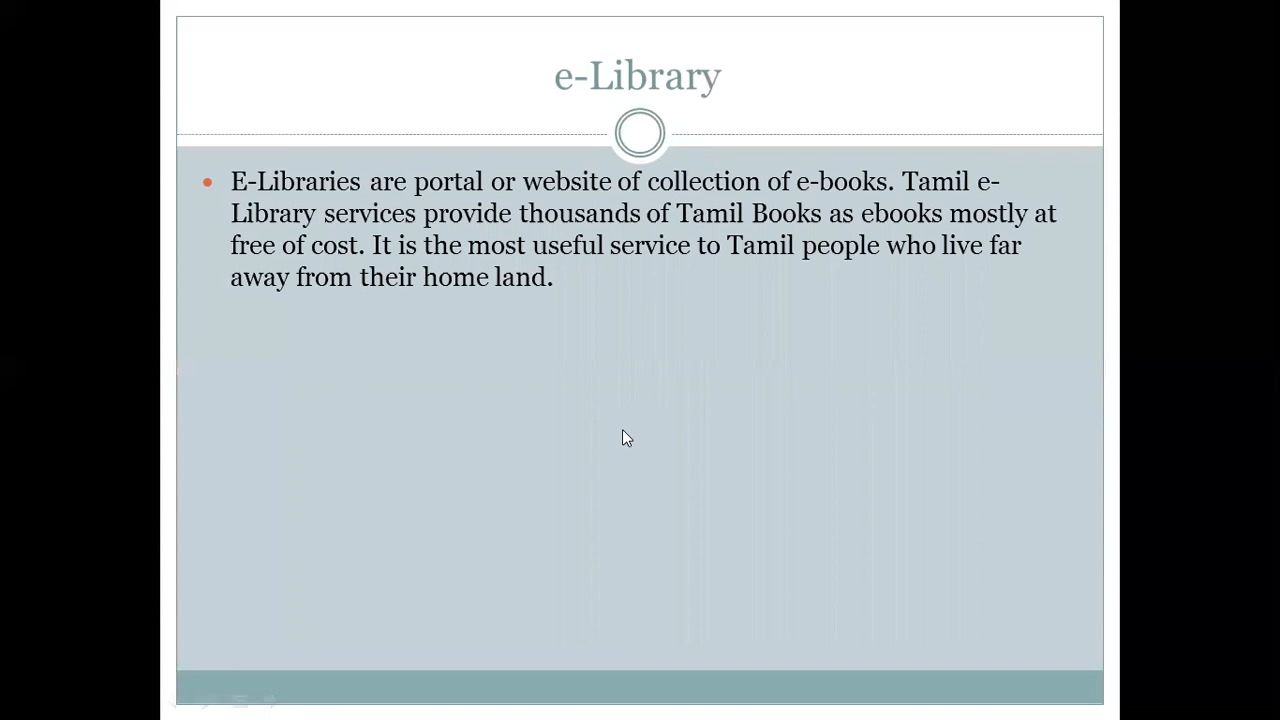 e-Library
E-Libraries are portal or website of collection of e-books. Tamil e-
Library services provide thousands of Tamil Books as ebooks mostly at
free of cost. It is the most useful service to Tamil people who live far
away from their home land.